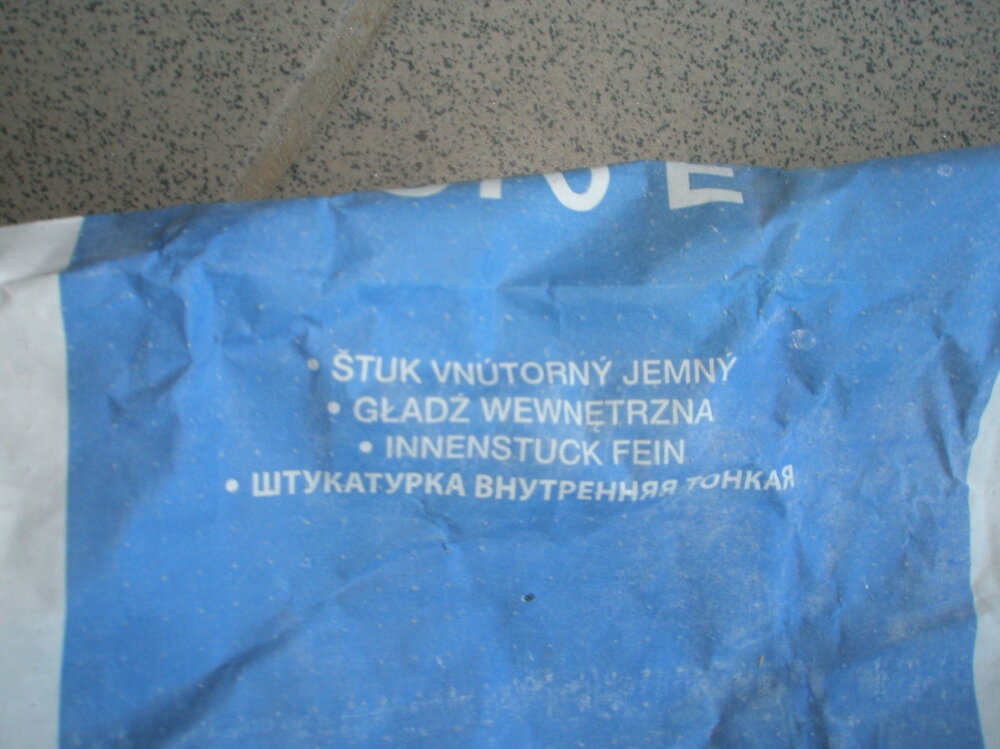 • ŠTUK VNÚTORNÝ JEMNÝ
• GŁADŹ WEWNĘTRZNA
• INNENSTUCK FEIN
• ШТУКАТУРКА ВНУТРЕННЯЯ ТОНКАЯ